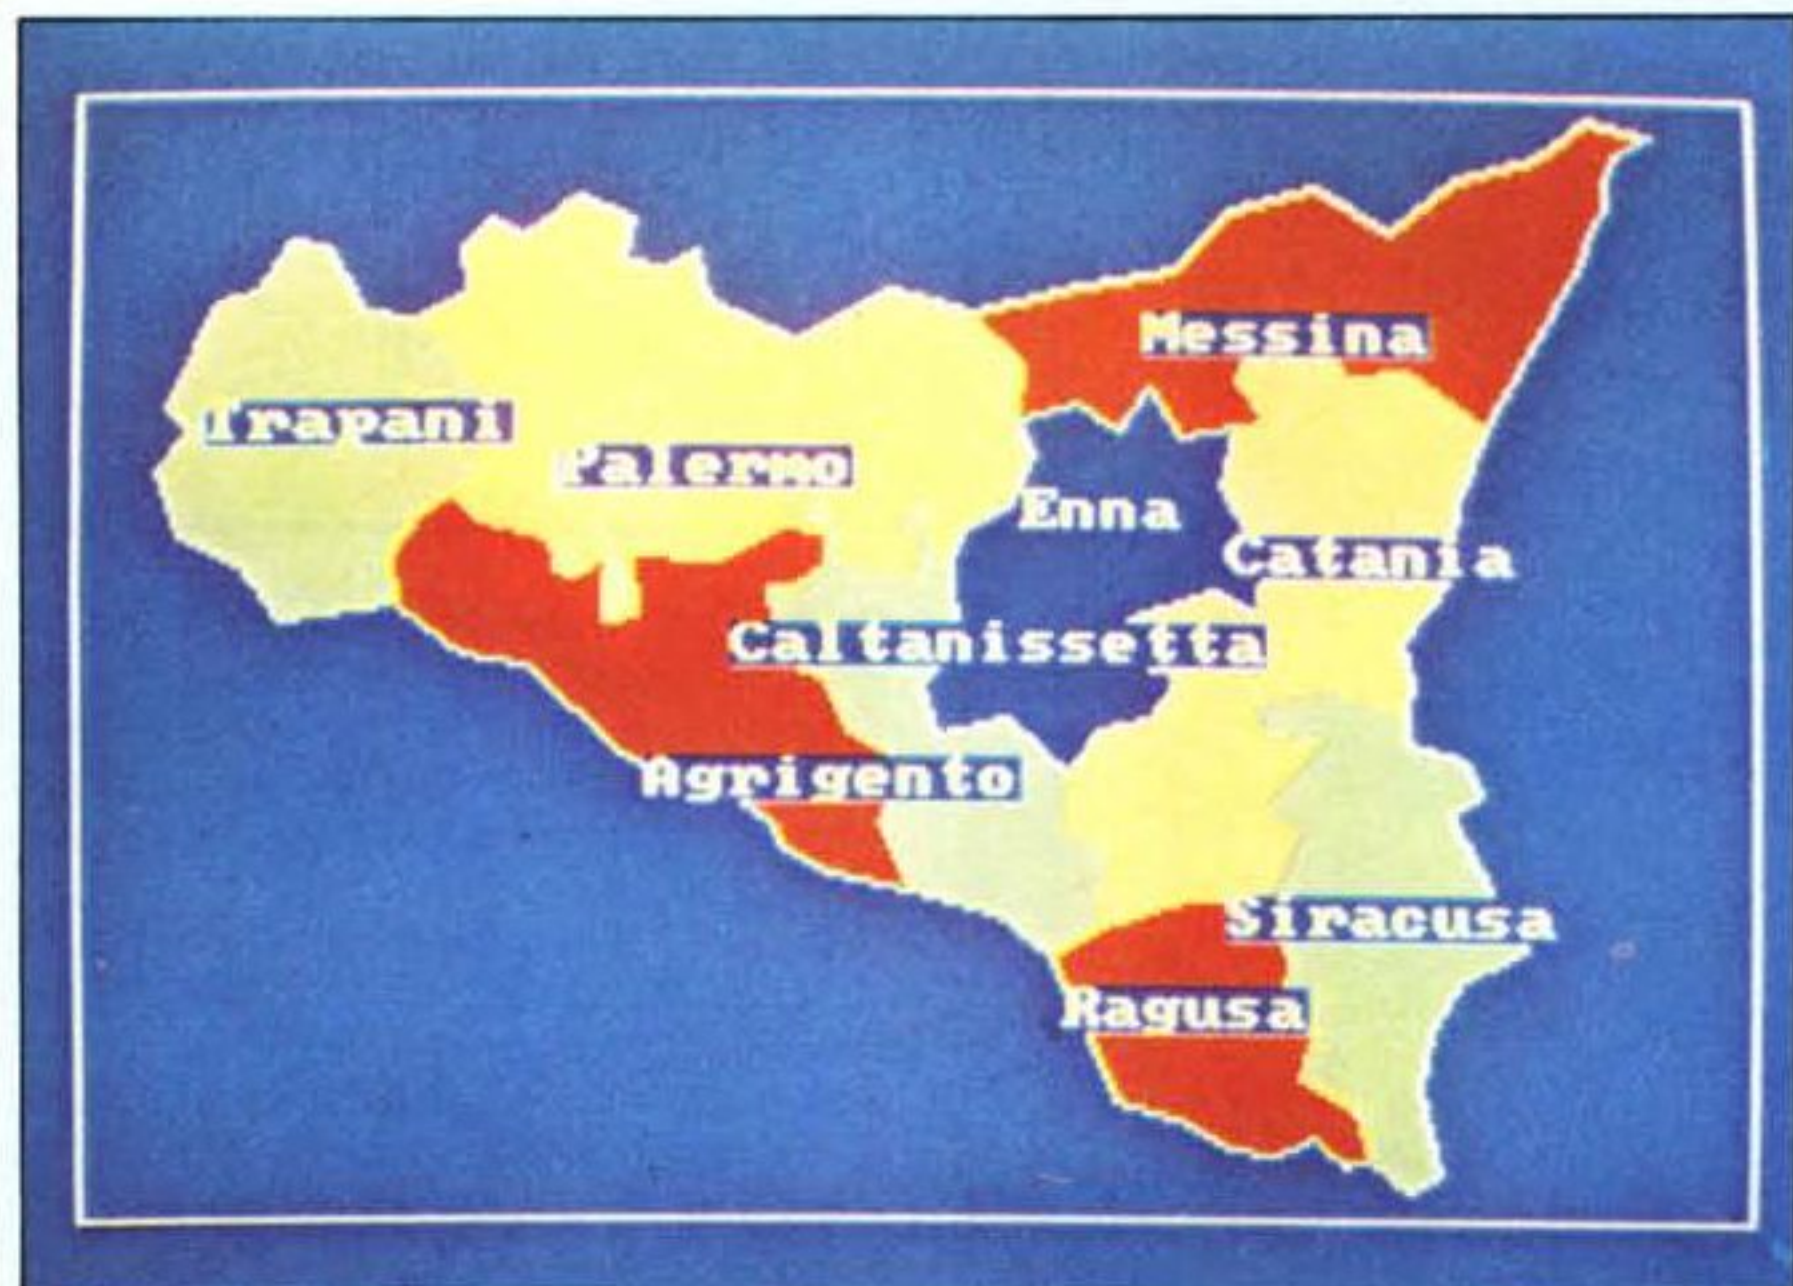 Messina
Trapani
Palermo
Enna
Catania
Caltanissetta
Agrigento
Siracusa
Ragusa